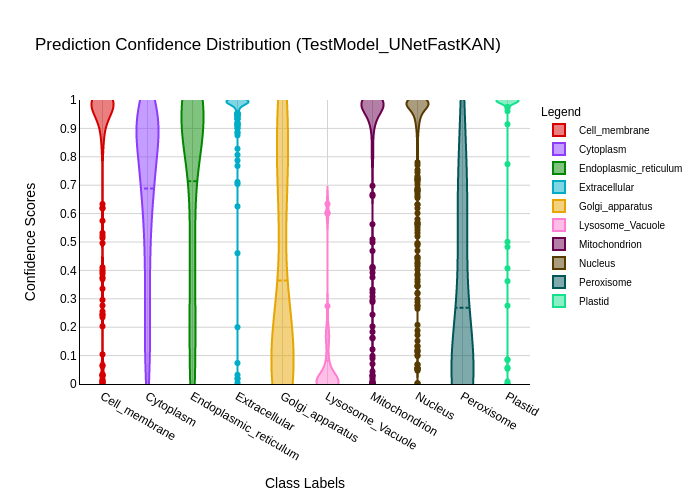 Prediction Confidence Distribution (TestModel_UNetFastKAN)
Confidence Scores
1
0.9
0.8
0.7
0.6
0.5
0.4
0.3
0.2
0.1
0
Cell_membrane
Cytoplasm
Endoplasmic_reticulum
Extracellular
Golgi_apparatus
Lysosome_Vacuole
Mitochondrion
Nucleus
Peroxisome
Plastid
Class Labels
Legend
Cell_membrane
Cytoplasm
Endoplasmic_reticulum
Extracellular
Golgi_apparatus
Lysosome_Vacuole
Mitochondrion
Nucleus
Peroxisome
Plastid